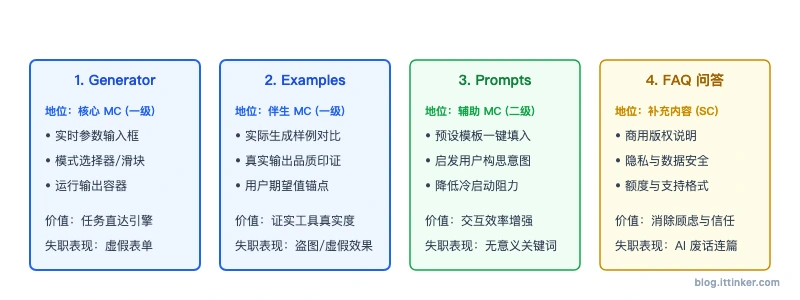 1. Generator
地位：核心 MC (一级)
• 实时参数输入框
• 模式选择器/滑块
• 运行输出容器
价值：任务直达引擎
失职表现：虚假表单
2. Examples
地位：伴生 MC (一级)
• 实际生成样例对比
• 真实输出品质印证
• 用户期望值锚点
价值：证实工具真实度
失职表现：盗图/虚假效果
3. Prompts
地位：辅助 MC (二级)
• 预设模板一键填入
• 启发用户构思意图
• 降低冷启动阻力
价值：交互效率增强
失职表现：无意义关键词
4. FAQ 问答
地位：补充内容 (SC)
• 商用版权说明
• 隐私与数据安全
• 额度与支持格式
价值：消除顾虑与信任
失职表现：AI 废话连篇
blog.ittinker.com